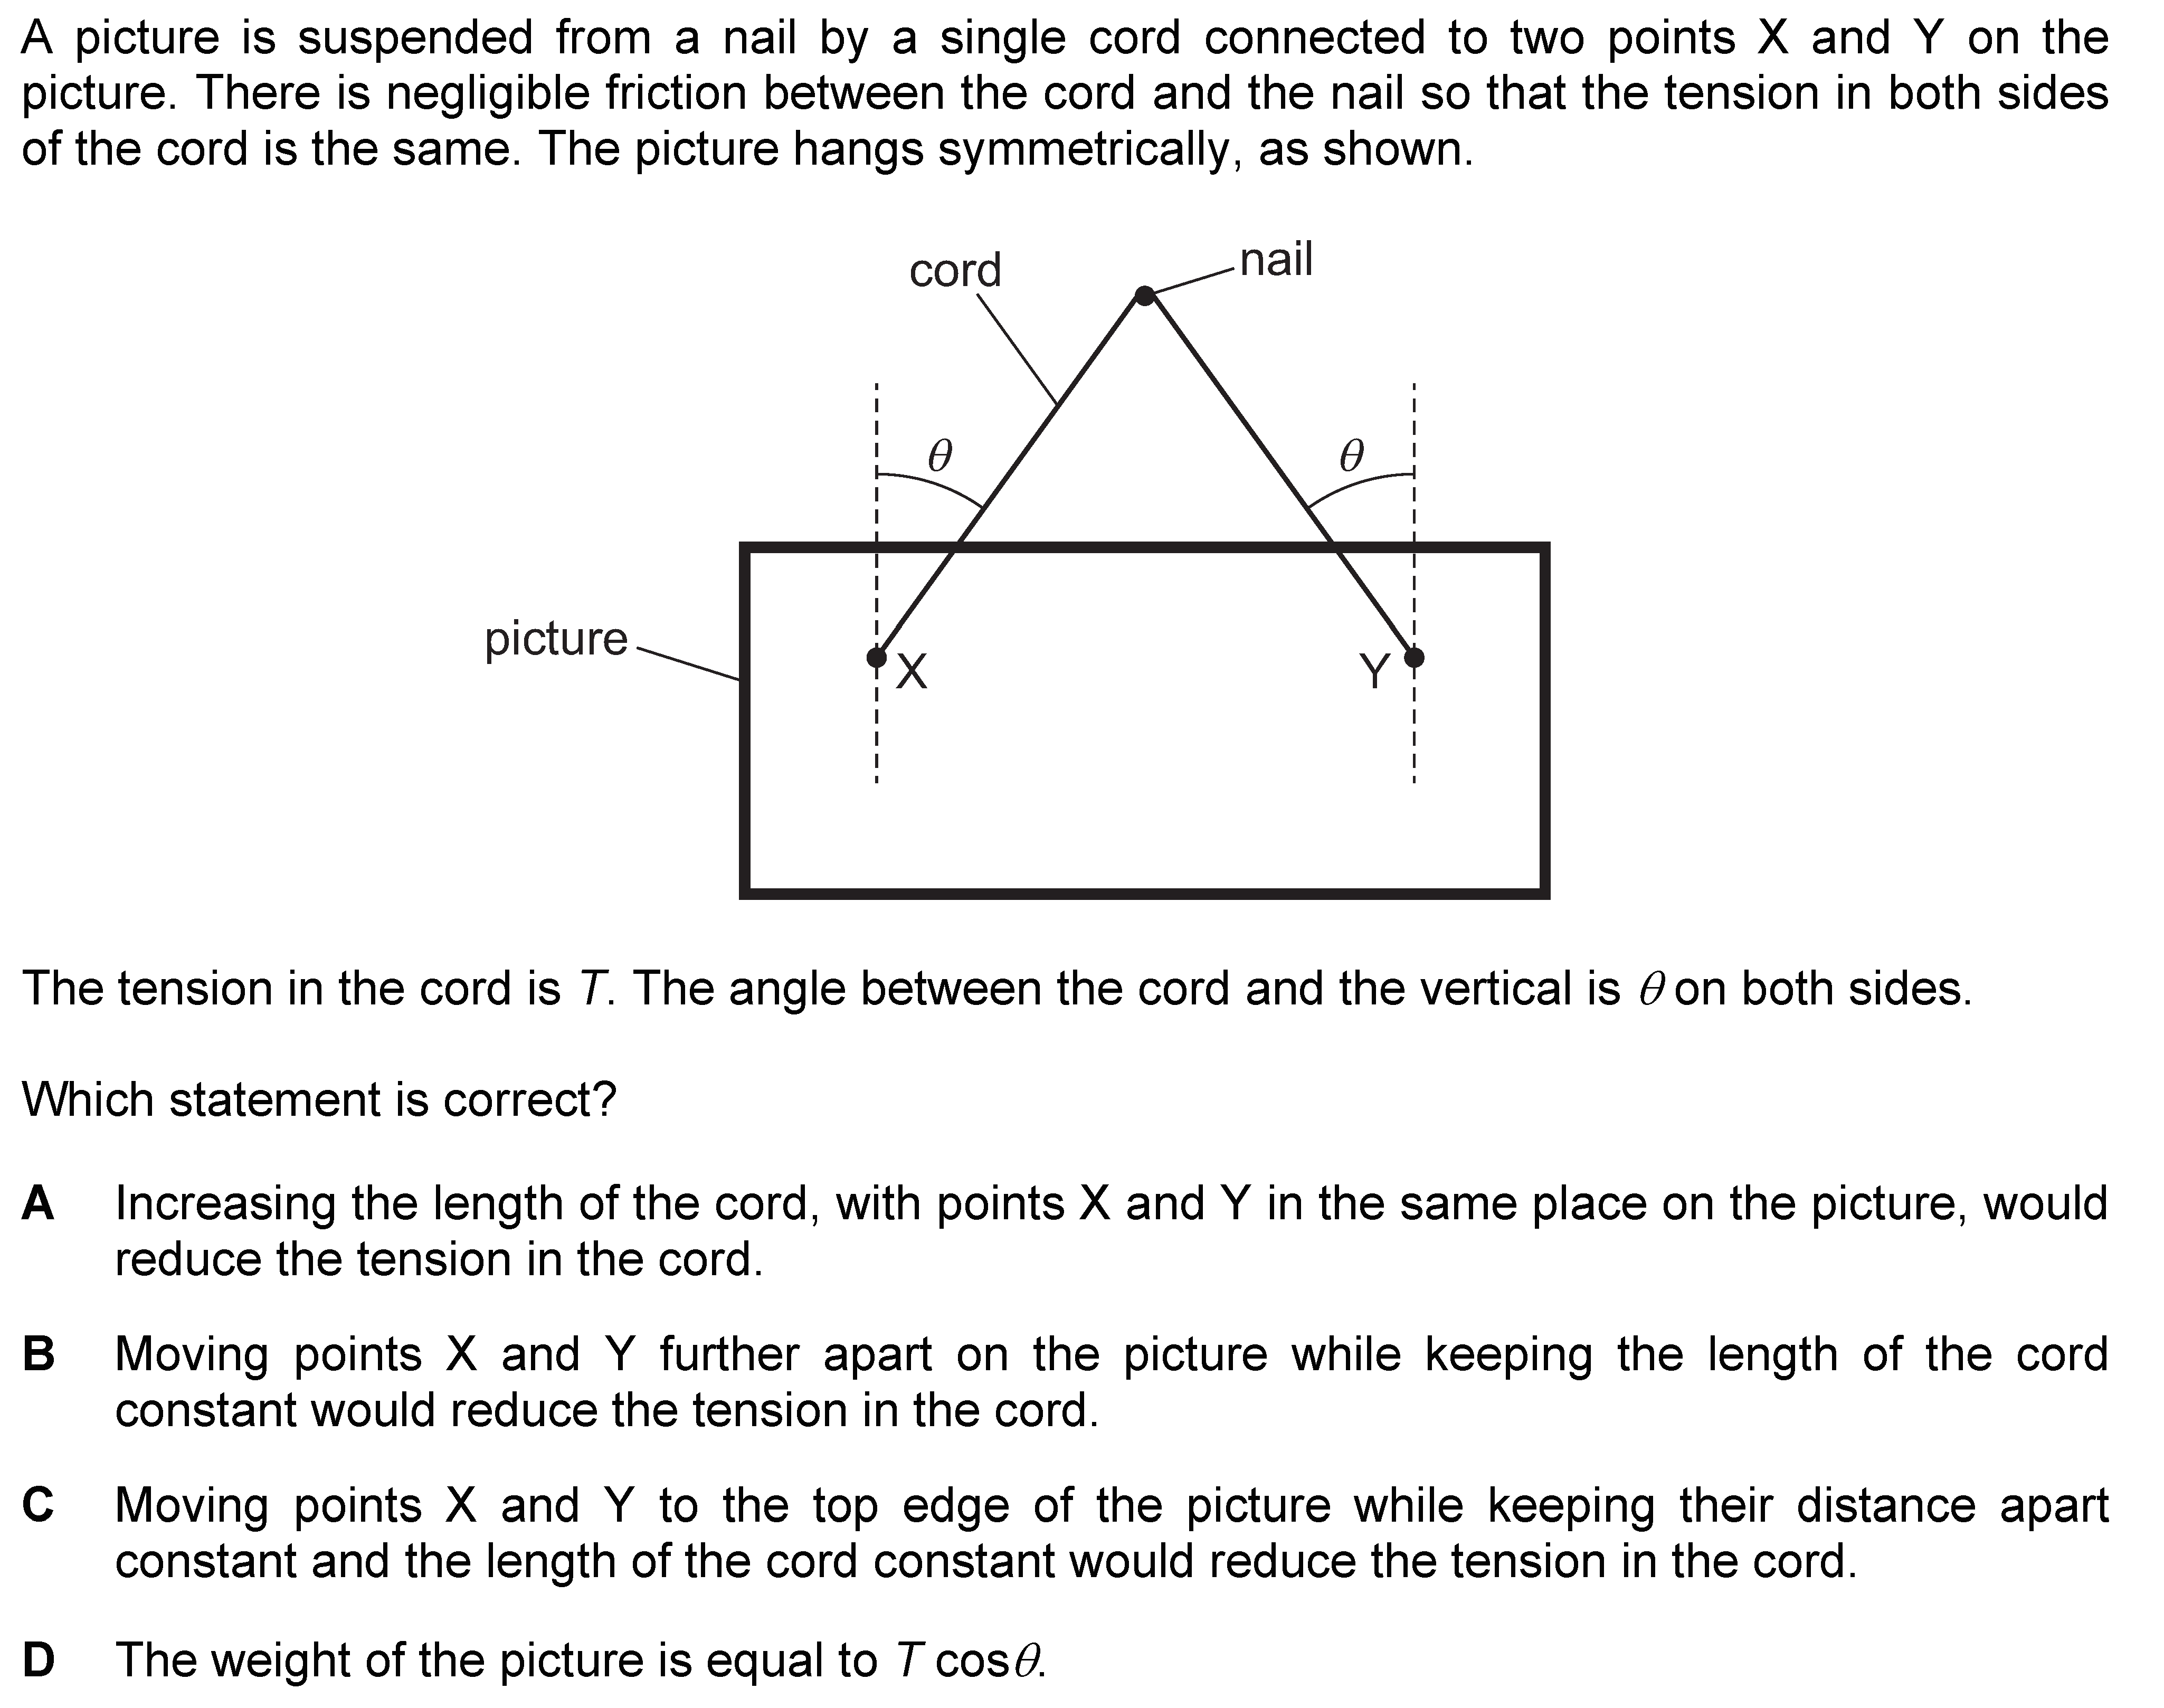 A picture is suspended from a nail by a single cord connected to two points X and Y on the
picture. There is negligible friction between the cord and the nail so that the tension in both sides
of the cord is the same. The picture hangs symmetrically, as shown.
nail
cord
θ
θ
picture
X
Y
The tension in the cord is T. The angle between the cord and the vertical is θ on both sides.
Which statement is correct?
A Increasing the length of the cord, with points X and Y in the same place on the picture, would
reduce the tension in the cord.
B Moving points X and Y further apart on the picture while keeping the length of the cord
constant would reduce the tension in the cord.
C Moving points X and Y to the top edge of the picture while keeping their distance apart
constant and the length of the cord constant would reduce the tension in the cord.
D The weight of the picture is equal to T cosθ.